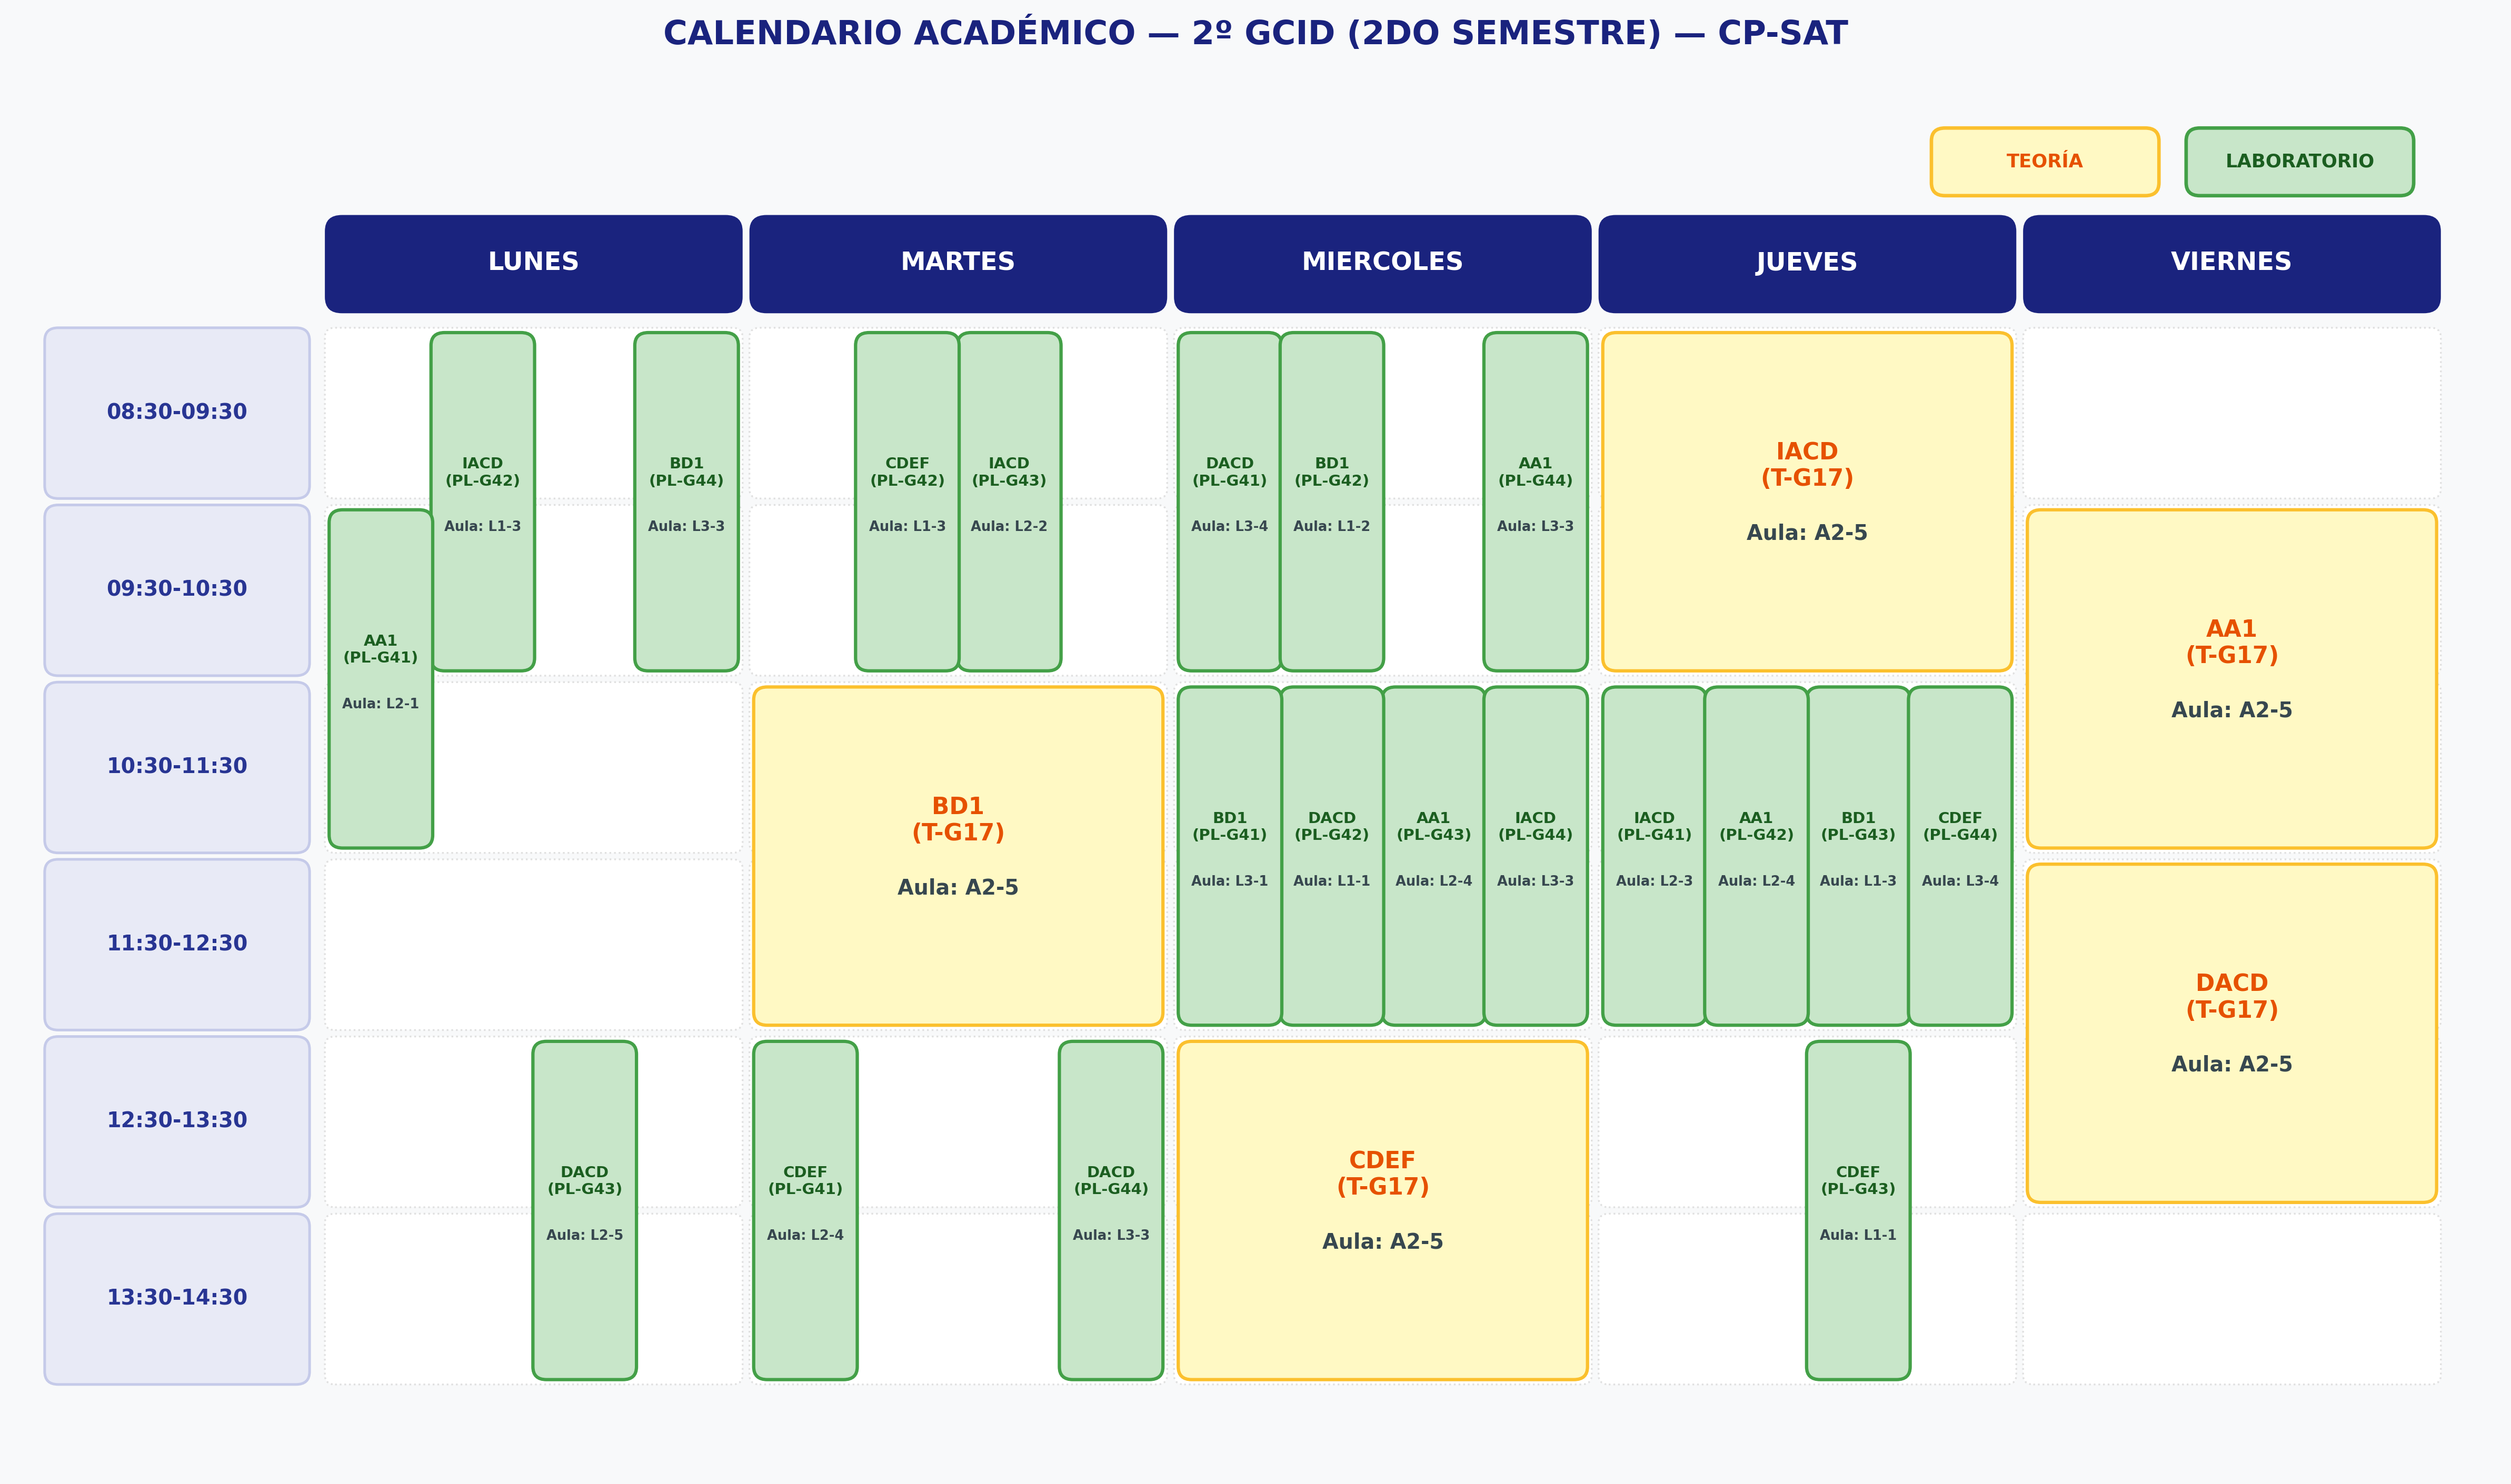 CALENDARIO ACADÉMICO — 2º GCID (2DO SEMESTRE) — CP-SAT
TEORÍA
LABORATORIO
LUNES
MARTES
MIERCOLES
JUEVES
VIERNES
08:30-09:30
09:30-10:30
10:30-11:30
11:30-12:30
12:30-13:30
13:30-14:30
AA1
(PL-G41)
Aula: L2-1
IACD
(PL-G42)
Aula: L1-3
DACD
(PL-G43)
Aula: L2-5
BD1
(PL-G44)
Aula: L3-3
CDEF
(PL-G42)
Aula: L1-3
IACD
(PL-G43)
Aula: L2-2
BD1
(T-G17)
Aula: A2-5
CDEF
(PL-G41)
Aula: L2-4
DACD
(PL-G44)
Aula: L3-3
DACD
(PL-G41)
Aula: L3-4
BD1
(PL-G42)
Aula: L1-2
AA1
(PL-G44)
Aula: L3-3
BD1
(PL-G41)
Aula: L3-1
DACD
(PL-G42)
Aula: L1-1
AA1
(PL-G43)
Aula: L2-4
IACD
(PL-G44)
Aula: L3-3
CDEF
(T-G17)
Aula: A2-5
IACD
(T-G17)
Aula: A2-5
IACD
(PL-G41)
Aula: L2-3
AA1
(PL-G42)
Aula: L2-4
BD1
(PL-G43)
Aula: L1-3
CDEF
(PL-G44)
Aula: L3-4
CDEF
(PL-G43)
Aula: L1-1
AA1
(T-G17)
Aula: A2-5
DACD
(T-G17)
Aula: A2-5